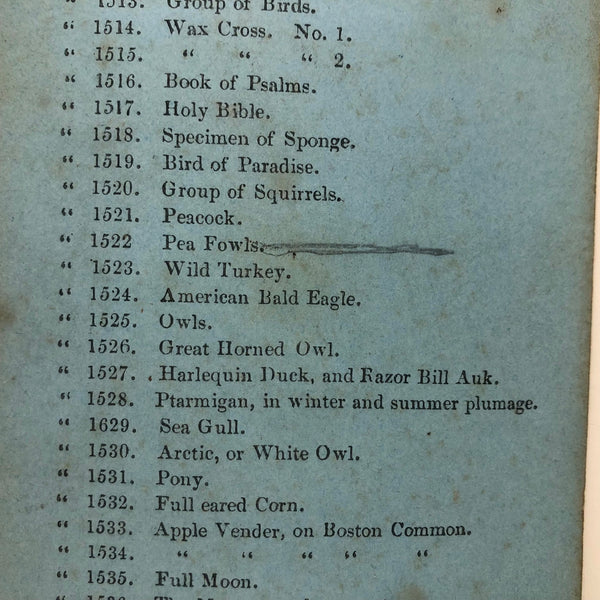 “ 1513. Group of Birds.
“ 1514. Wax Cross. No. 1.
“ 1515. “ “ “ 2.
“ 1516. Book of Psalms.
“ 1517. Holy Bible.
“ 1518. Specimen of Sponge.
“ 1519. Bird of Paradise.
“ 1520. Group of Squirrels.
“ 1521. Peacock.
“ 1522 Pea Fowls.
“ 1523. Wild Turkey.
“ 1524. American Bald Eagle.
“ 1525. Owls.
“ 1526. Great Horned Owl.
“ 1527. Harlequin Duck, and Razor Bill Auk.
“ 1528. Ptarmigan, in winter and summer plumage.
“ 1629. Sea Gull.
“ 1530. Arctic, or White Owl.
“ 1531. Pony.
“ 1532. Full eared Corn.
“ 1533. Apple Vender, on Boston Common.
“ 1534. “ “ “ “ “
“ 1535. Full Moon.